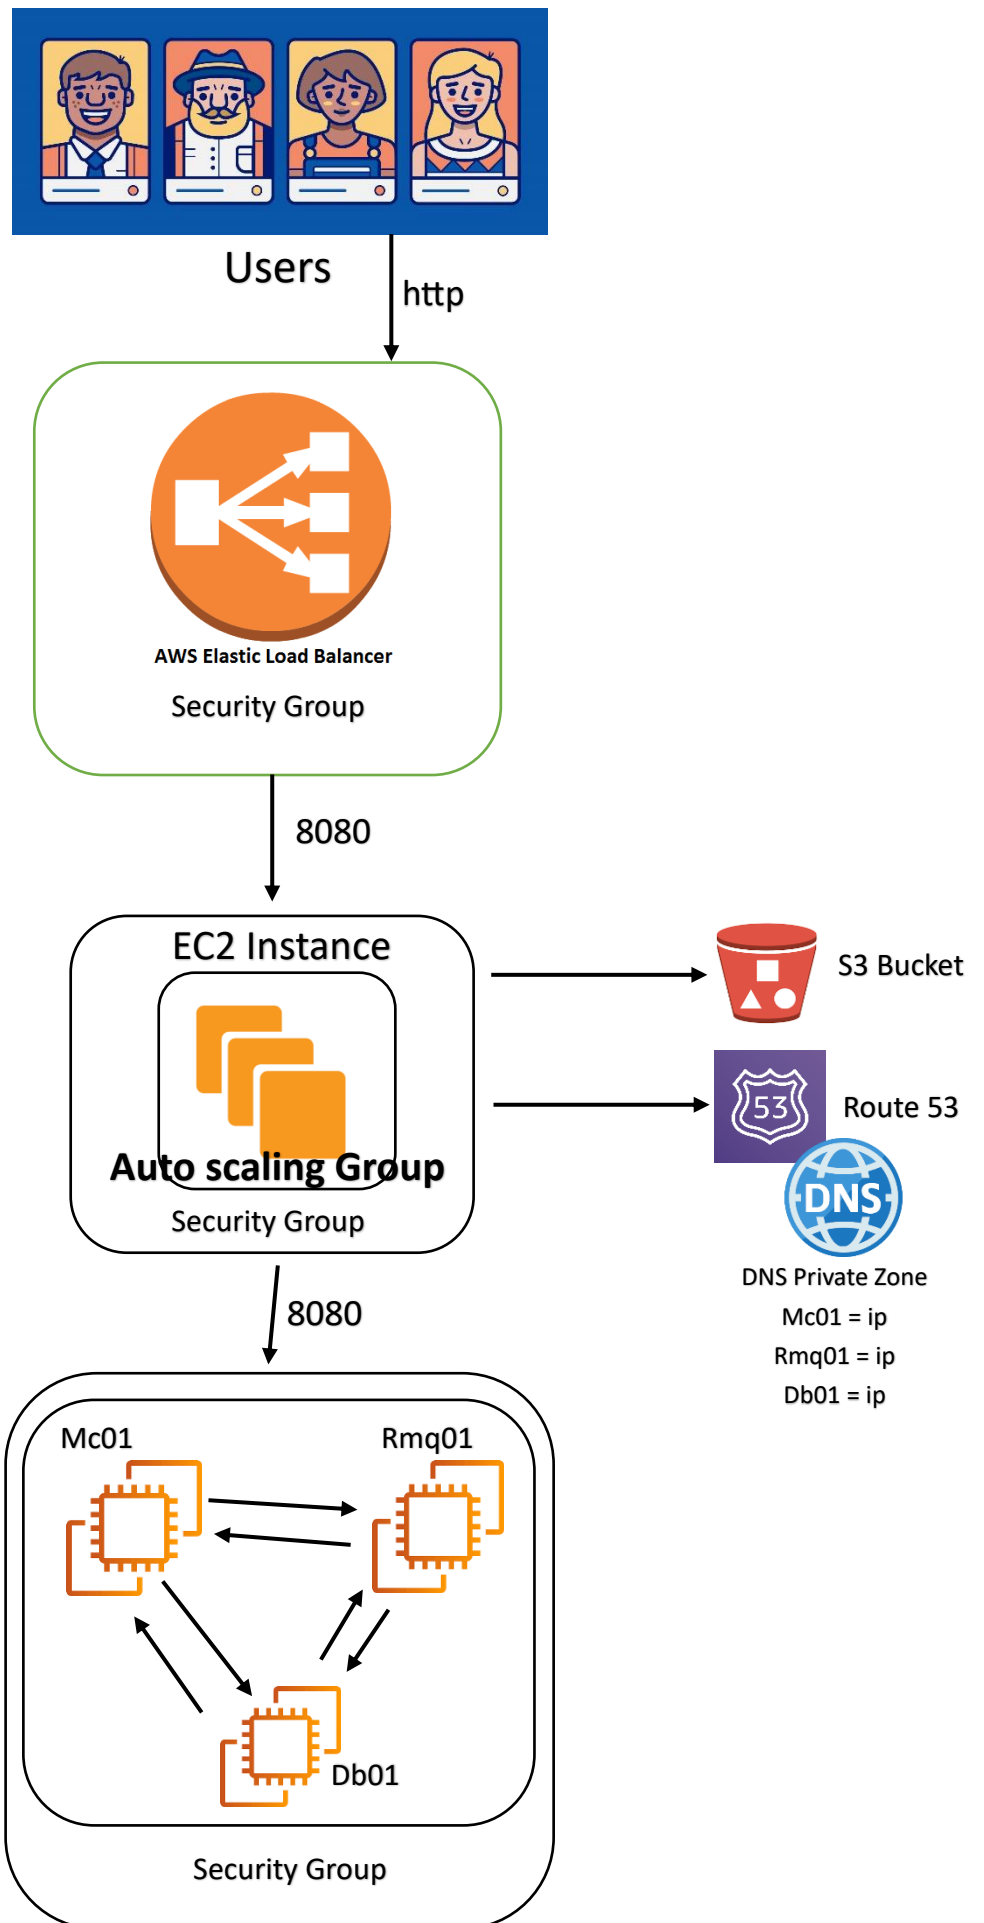 Users
http
AWS Elastic Load Balancer
Security Group
8080
EC2 Instance
Auto scaling Group
Security Group
S3 Bucket
53
Route 53
DNS
DNS Private Zone
Mc01 = ip
Rmq01 = ip
Db01 = ip
8080
Mc01
Rmq01
Db01
Security Group